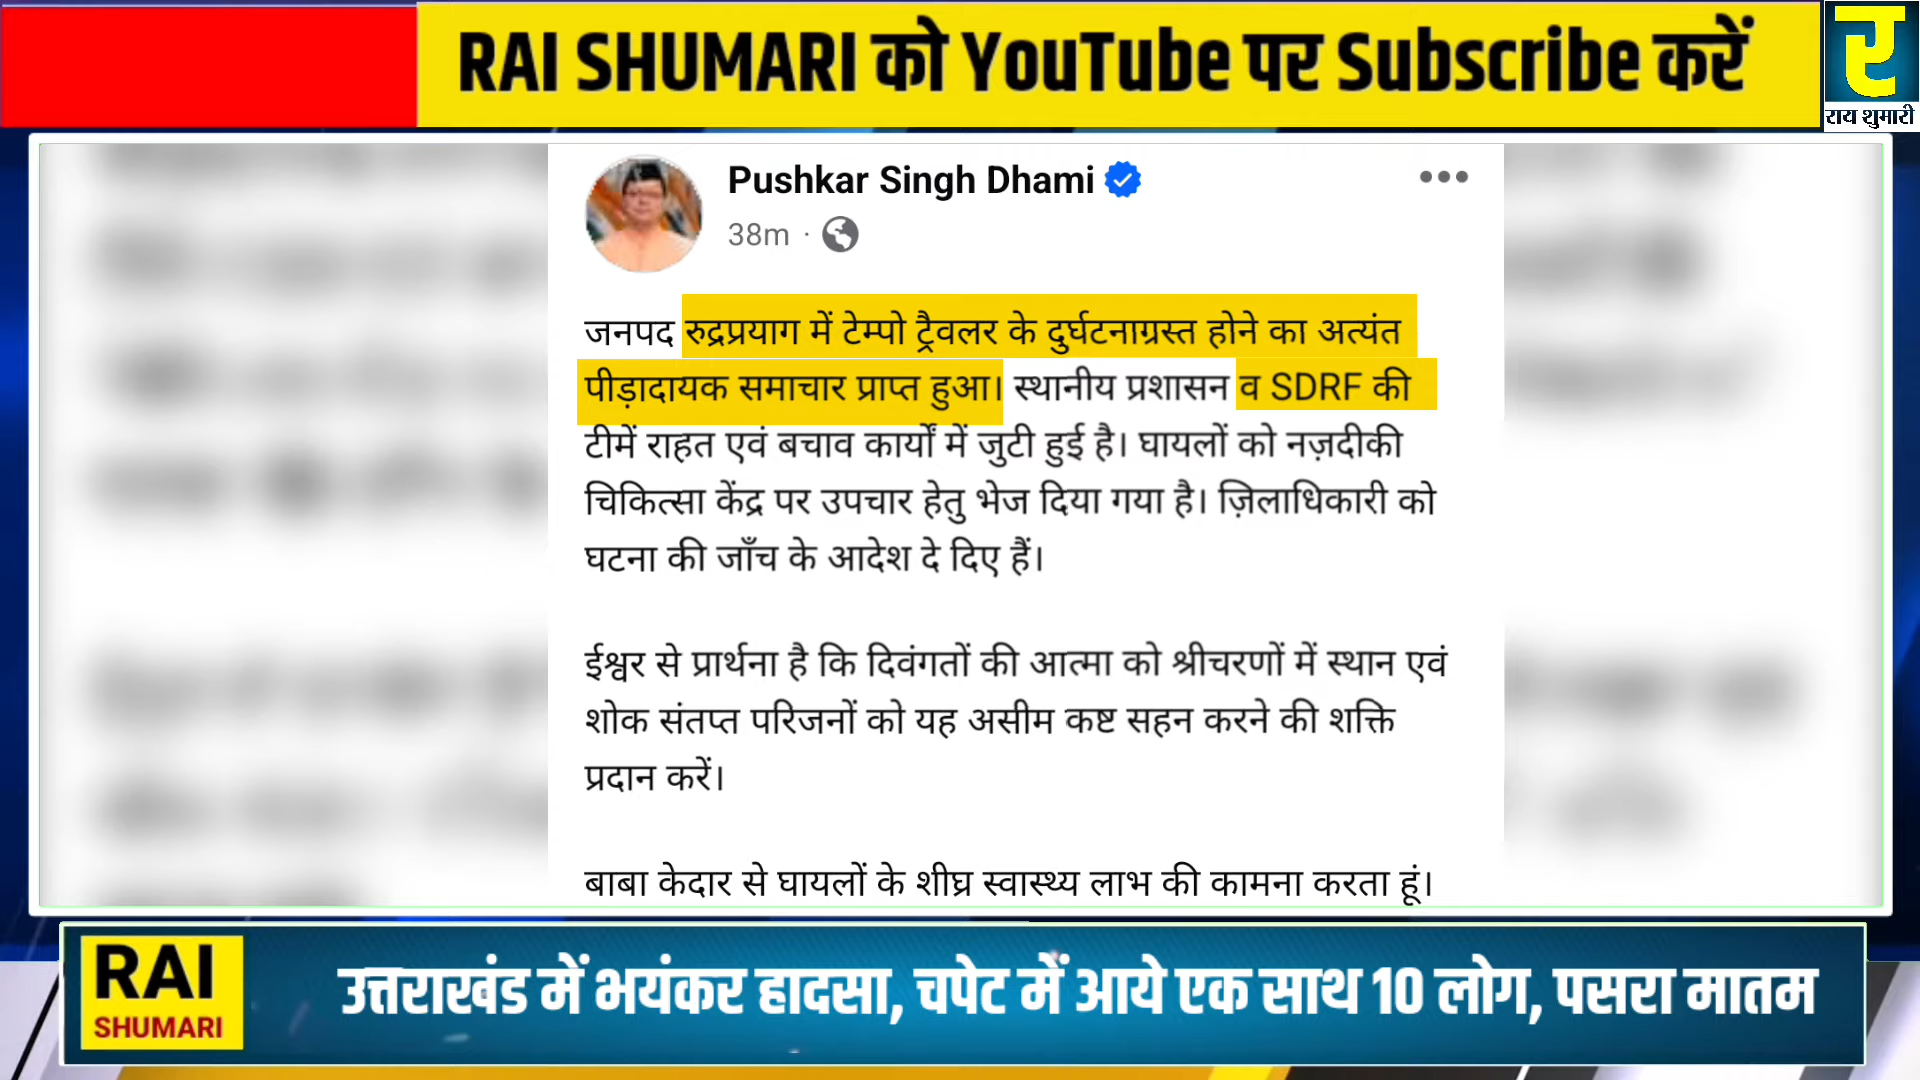 RAI SHUMARI को YouTube पर Subscribe करें
र
राय शुमारी
Pushkar Singh Dhami
38m ·
जनपद रुद्रप्रयाग में टेम्पो ट्रैवलर के दुर्घटनाग्रस्त होने का अत्यंत
पीड़ादायक समाचार प्राप्त हुआ। स्थानीय प्रशासन व SDRF की
टीमें राहत एवं बचाव कार्यों में जुटी हुई है। घायलों को नज़दीकी
चिकित्सा केंद्र पर उपचार हेतु भेज दिया गया है। ज़िलाधिकारी को
घटना की जाँच के आदेश दे दिए हैं।
ईश्वर से प्रार्थना है कि दिवंगतों की आत्मा को श्रीचरणों में स्थान एवं
शोक संतप्त परिजनों को यह असीम कष्ट सहन करने की शक्ति
प्रदान करें।
बाबा केदार से घायलों के शीघ्र स्वास्थ्य लाभ की कामना करता हूं।
RAI
SHUMARI
उत्तराखंड में भयंकर हादसा, चपेट में आये एक साथ 10 लोग, पसरा मातम